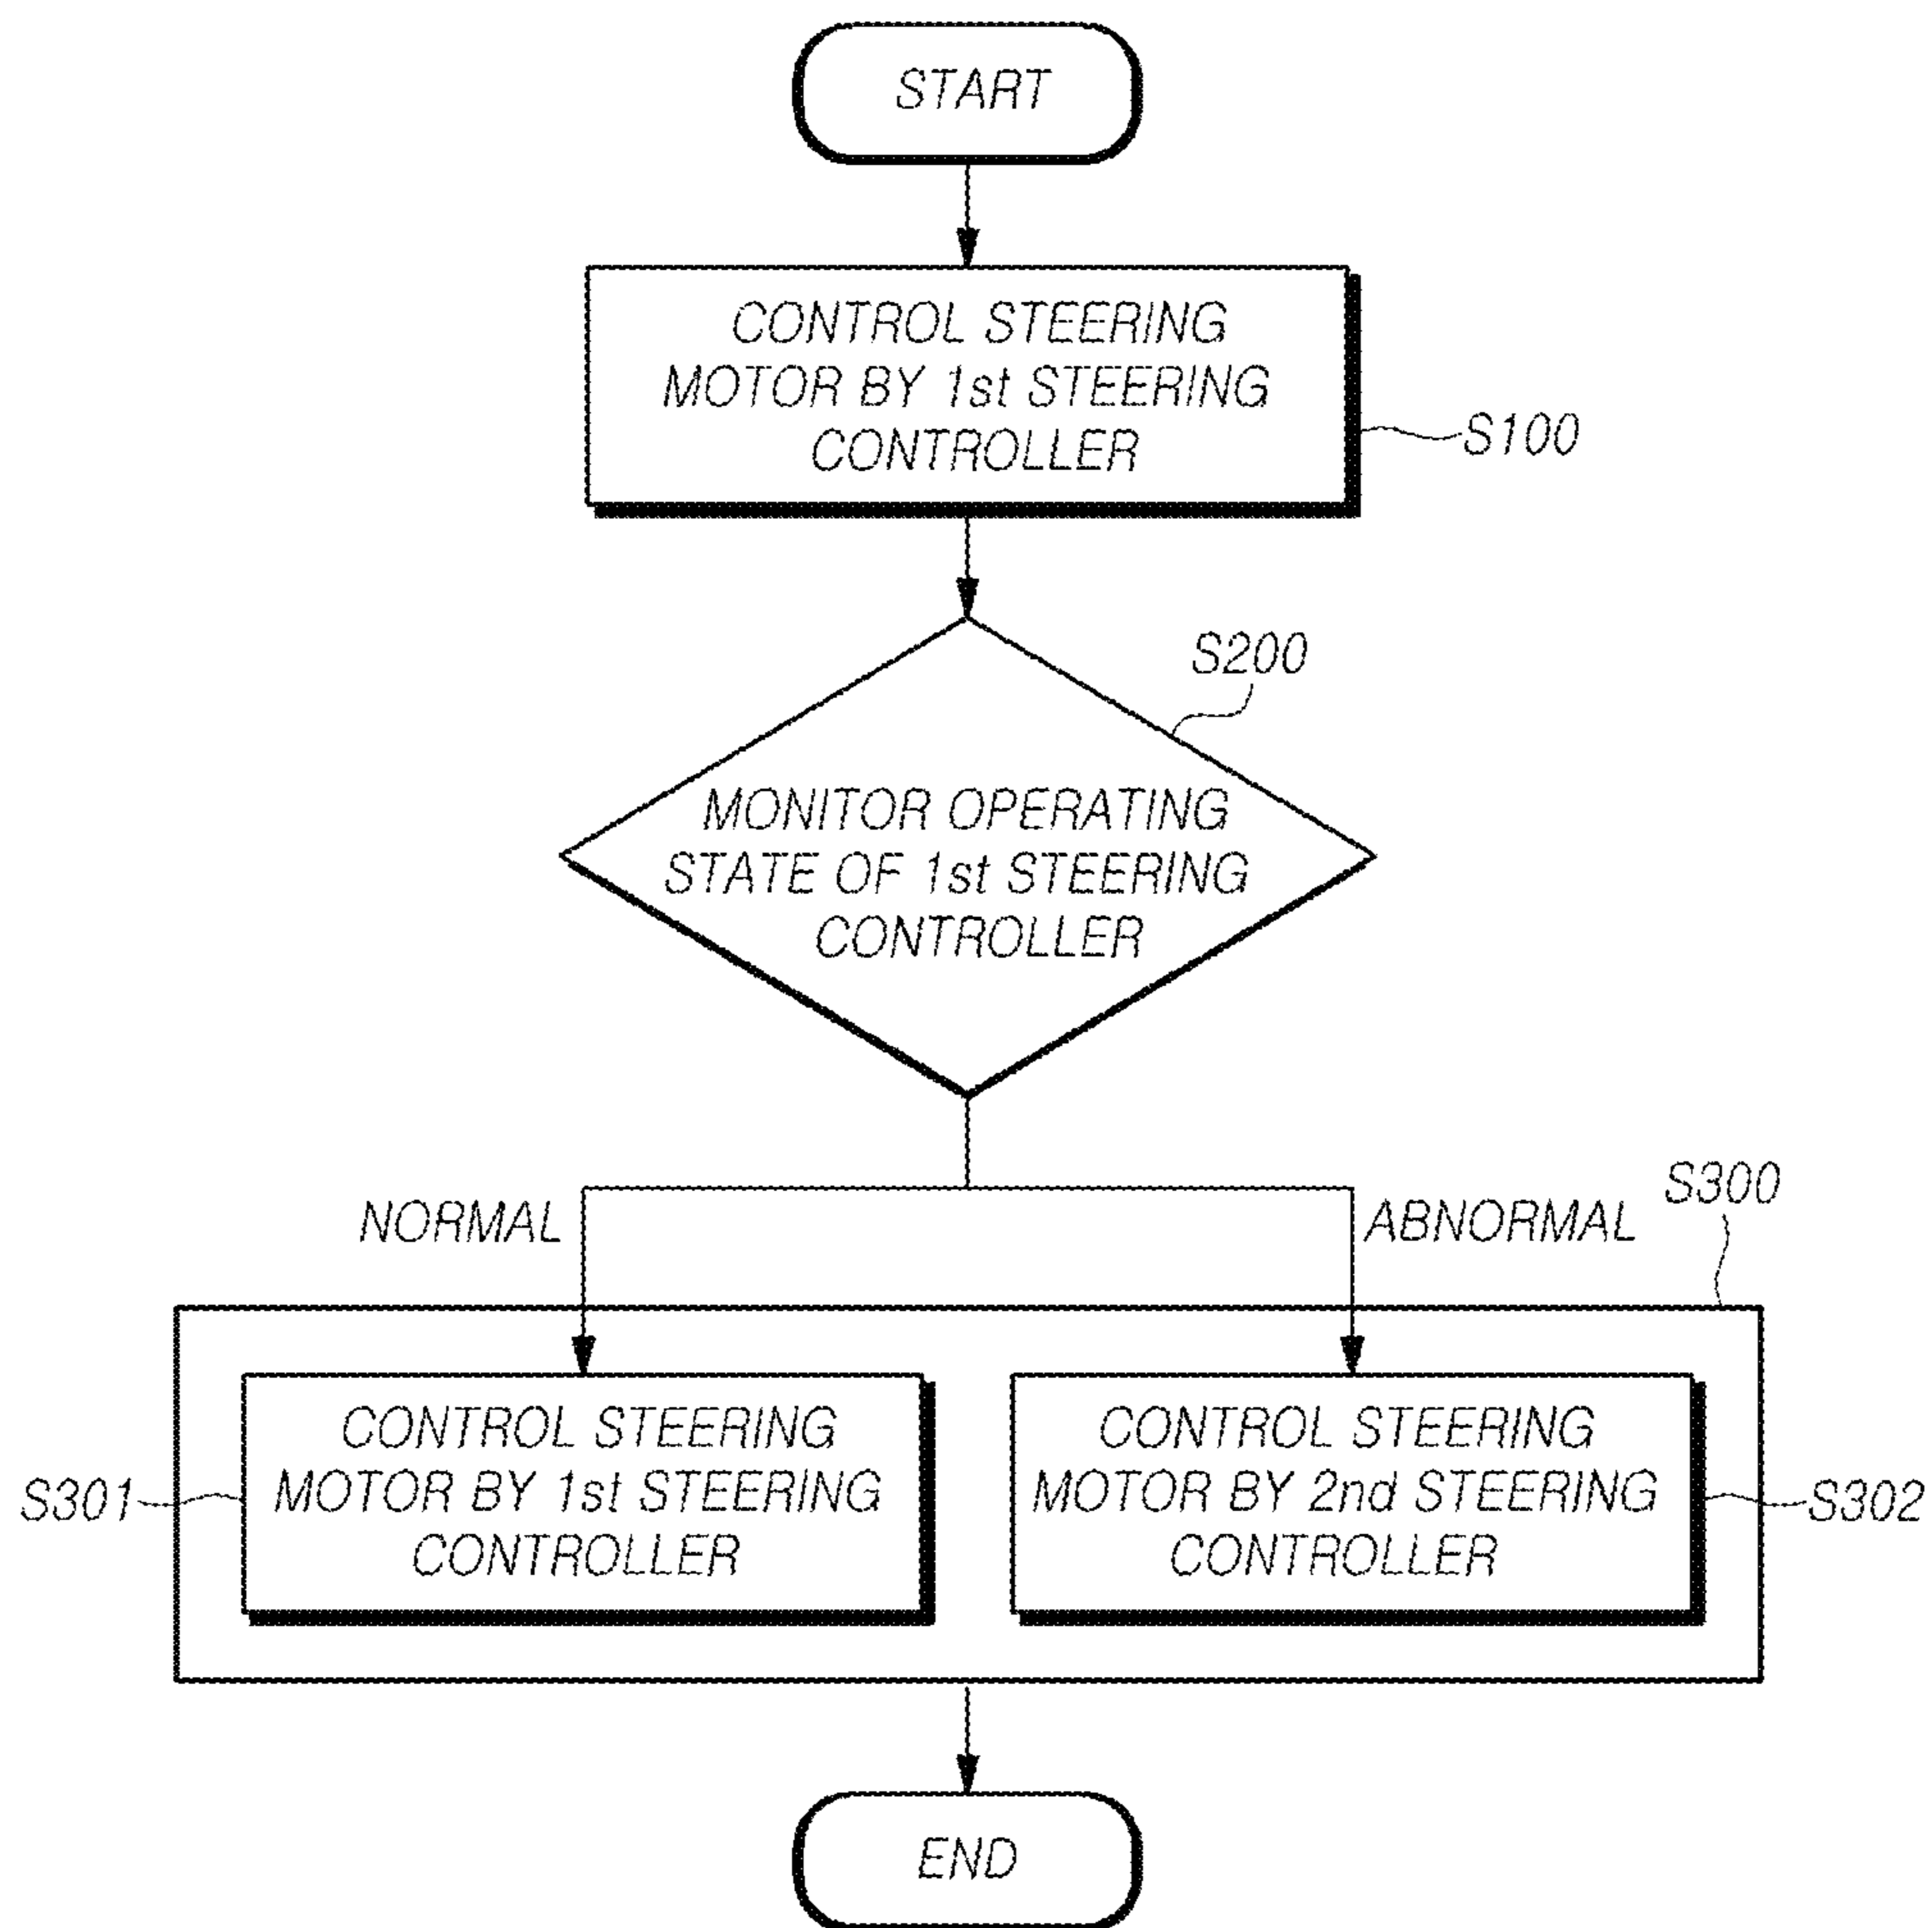 START
CONTROL STEERING
MOTOR BY 1st STEERING
CONTROLLER
S100
S200
MONITOR OPERATING
STATE OF 1st STEERING
CONTROLLER
NORMAL
ABNORMAL
S300
S301
CONTROL STEERING
MOTOR BY 1st STEERING
CONTROLLER
CONTROL STEERING
MOTOR BY 2nd STEERING
CONTROLLER
S302
END